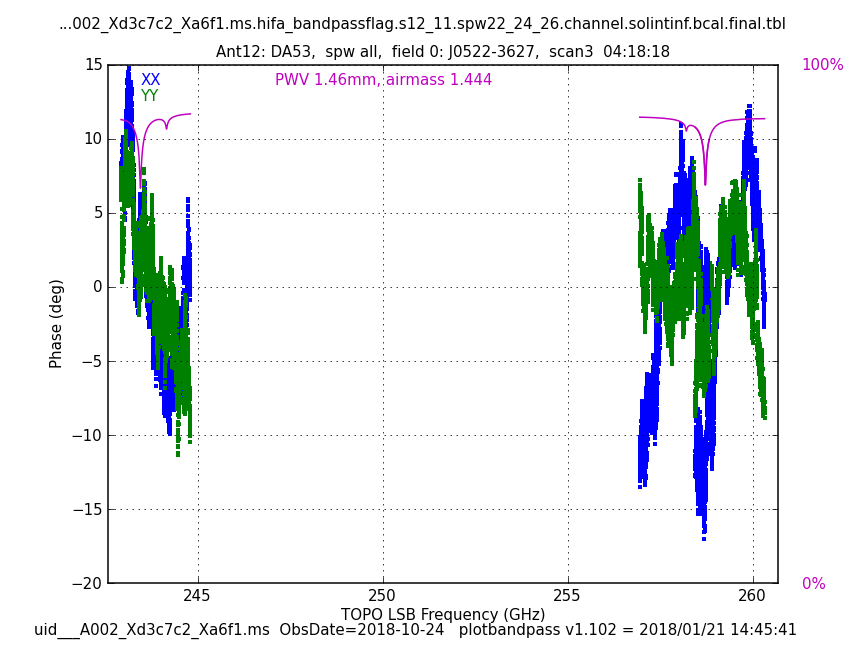 ...002_Xd3c7c2_Xa6f1.ms.hifa_bandpassflag.s12_11.spw22_24_26.channel.solintinf.bcal.final.tbl
Ant12: DA53,  spw all,  field 0: J0522-3627,  scan3  04:18:18
15
100%
XX
PWV 1.46mm, airmass 1.444
YY
10
5
0
Phase (deg)
−5
−10
−15
−20
0%
245
250
255
260
TOPO LSB Frequency (GHz)
uid___A002_Xd3c7c2_Xa6f1.ms  ObsDate=2018-10-24   plotbandpass v1.102 = 2018/01/21 14:45:41